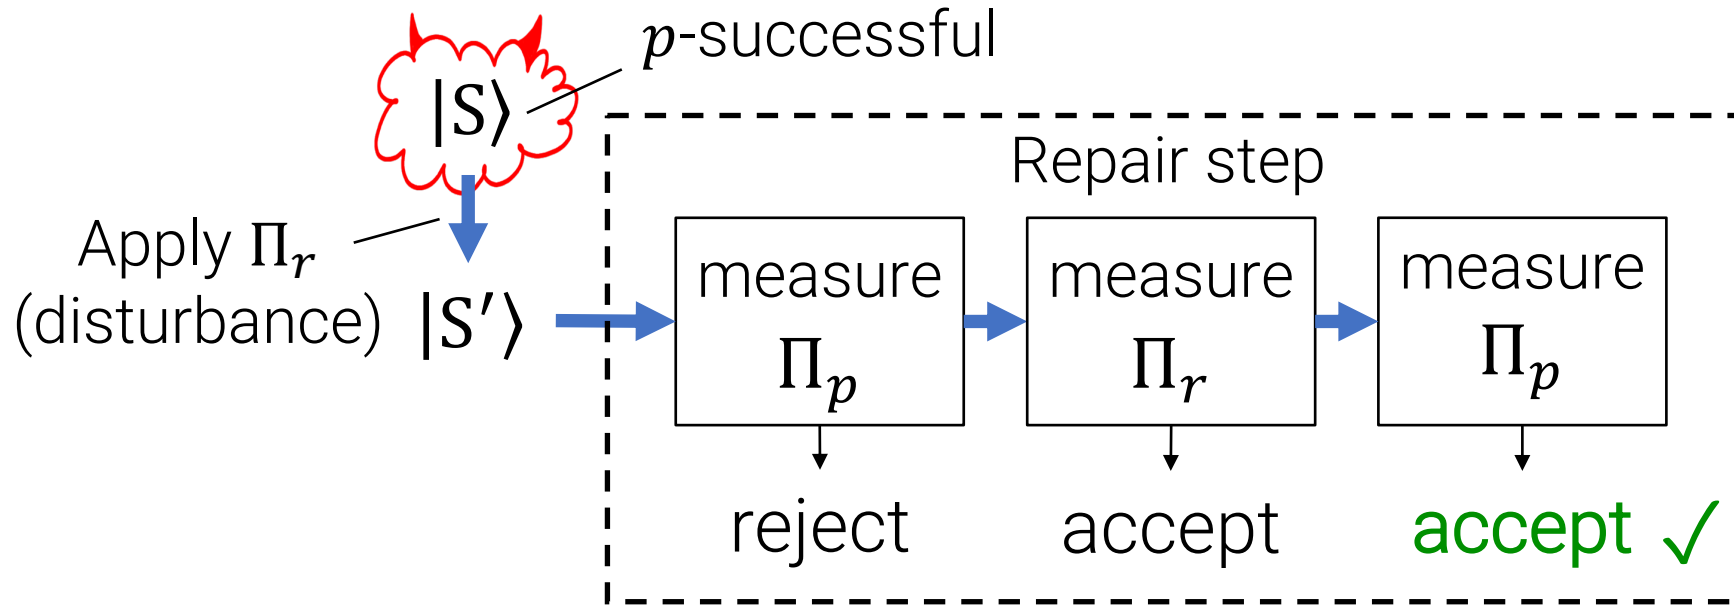 p-successful
|S⟩
Repair step
Apply Π_r
(disturbance)
|S′⟩
measure
Π_p
measure
Π_r
measure
Π_p
reject
accept
accept ✓